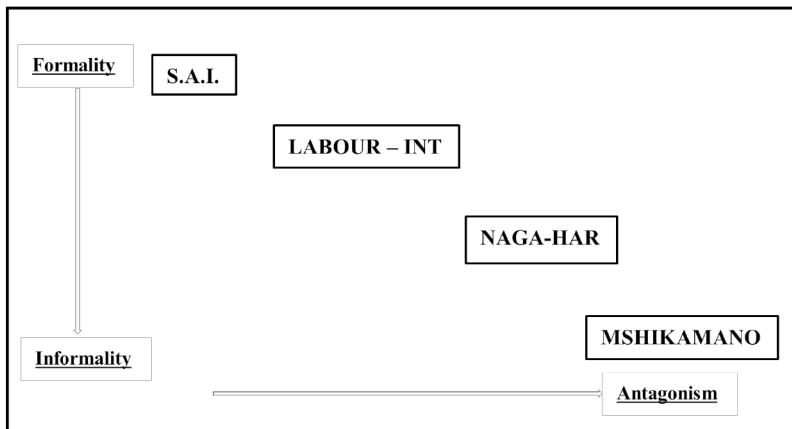 Formality
S.A.I.
LABOUR – INT
NAGA-HAR
MSHIKAMANO
Informality
Antagonism